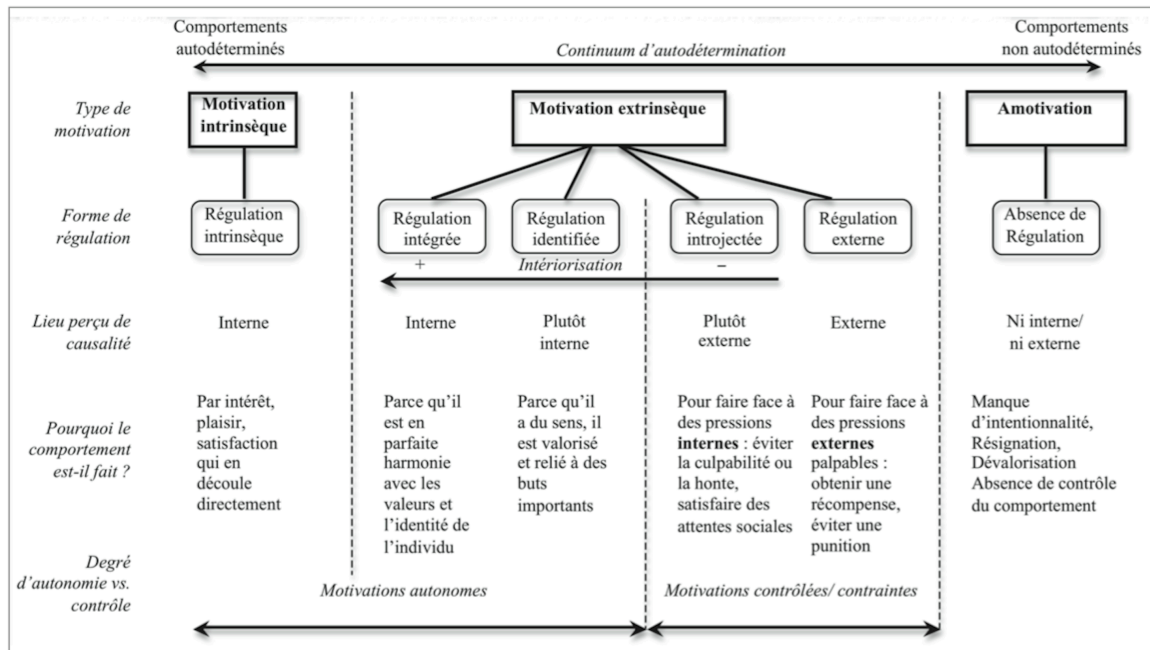 Comportements
autodéterminés
Continuum d'autodétermination
Comportements
non autodéterminés
Type de
motivation
Motivation
intrinsèque
Motivation extrinsèque
Amotivation
Forme de
régulation
Régulation
intrinsèque
Régulation
intégrée
Régulation
identifiée
Régulation
introjectée
Régulation
externe
Absence de
Régulation
+
Intériorisation
–
Lieu perçu de
causalité
Interne
Interne
Plutôt
interne
Plutôt
externe
Externe
Ni interne/
ni externe
Pourquoi le
comportement
est-il fait ?
Par intérêt,
plaisir,
satisfaction
qui en
découle
directement
Parce qu'il
est en
parfaite
harmonie
avec les
valeurs et
l'identité de
l'individu
Parce qu'il
a du sens, il
est valorisé
et relié à des
buts
importants
Pour faire face à
des pressions
internes : éviter
la culpabilité ou
la honte,
satisfaire des
attentes sociales
Pour faire face à
des pressions
externes
palpables :
obtenir une
récompense,
éviter une
punition
Manque
d'intentionnalité,
Résignation,
Dévalorisation
Absence de contrôle
du comportement
Degré
d'autonomie vs.
contrôle
Motivations autonomes
Motivations contrôlées/ contraintes